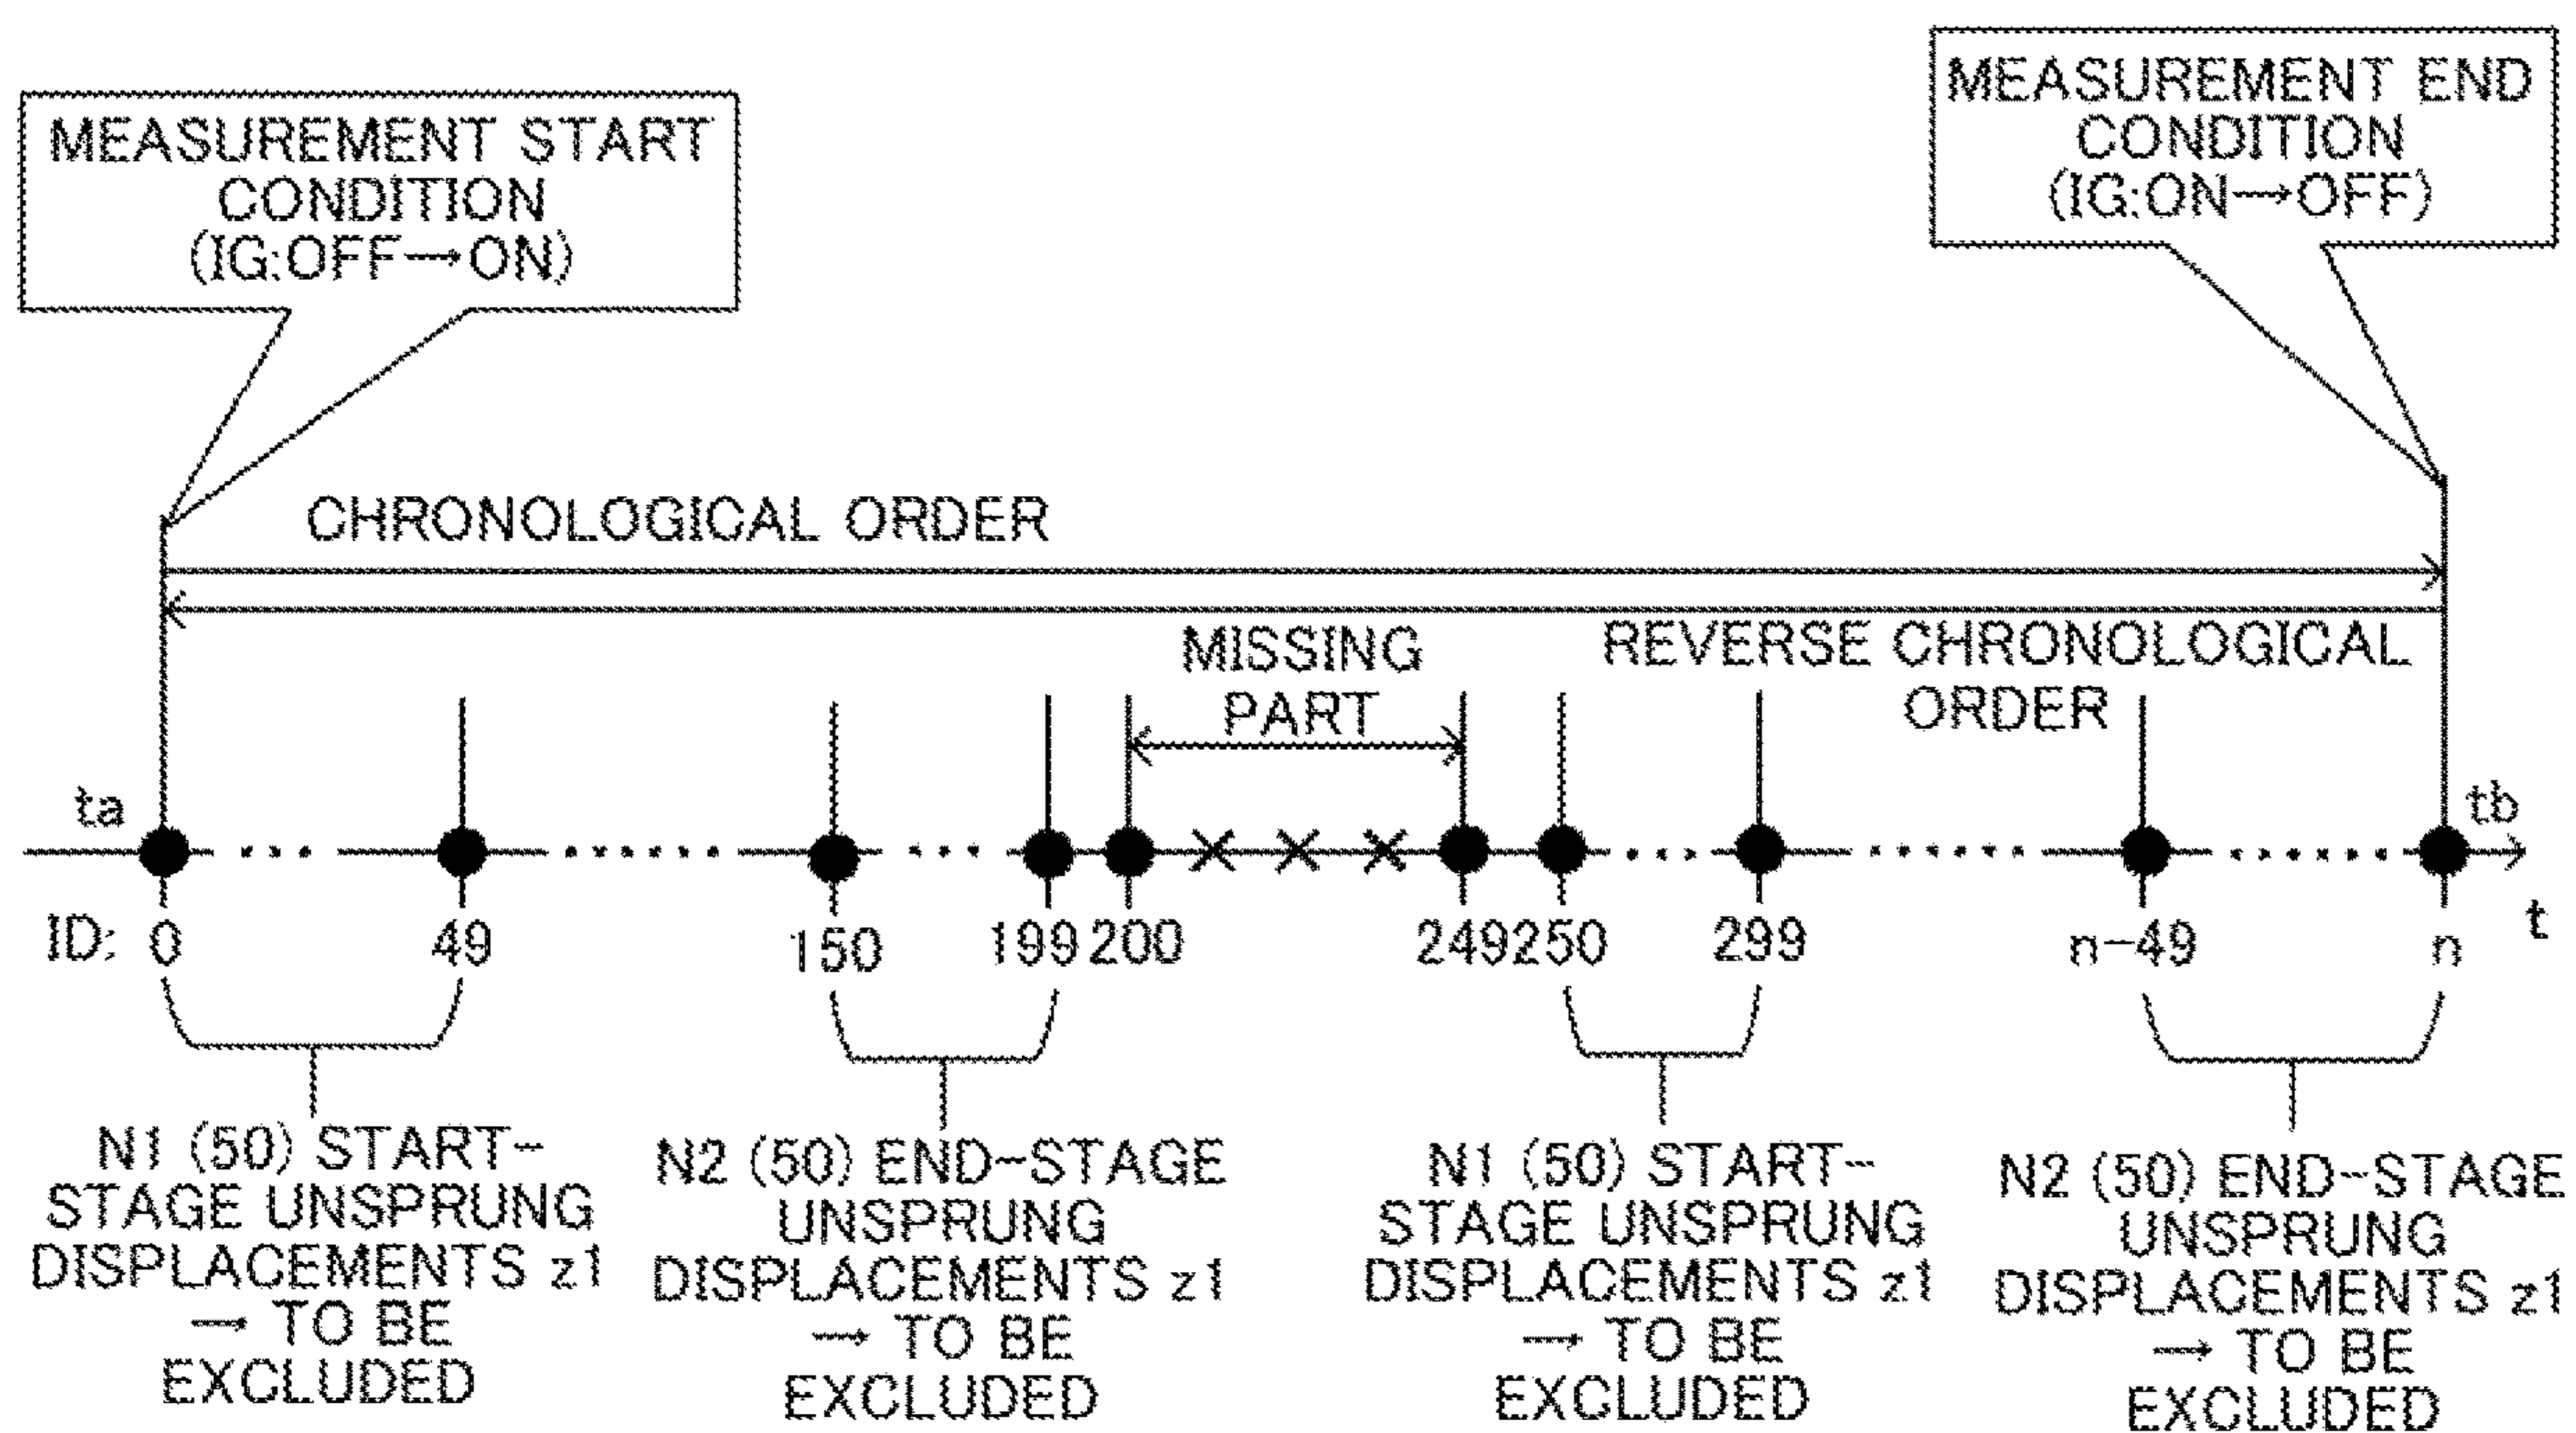 MEASUREMENT START
CONDITION
(IG:OFF→ON)
MEASUREMENT END
CONDITION
(IG:ON→OFF)
CHRONOLOGICAL ORDER
MISSING
PART
REVERSE CHRONOLOGICAL
ORDER
ta
tb
ID: 0 49 150 199 200 249 250 299 n-49 n
t
N1 (50) START-
STAGE UNSPRUNG
DISPLACEMENTS z1
→ TO BE
EXCLUDED
N2 (50) END-STAGE
UNSPRUNG
DISPLACEMENTS z1
→ TO BE
EXCLUDED
N1 (50) START-
STAGE UNSPRUNG
DISPLACEMENTS z1
→ TO BE
EXCLUDED
N2 (50) END-STAGE
UNSPRUNG
DISPLACEMENTS z1
→ TO BE
EXCLUDED